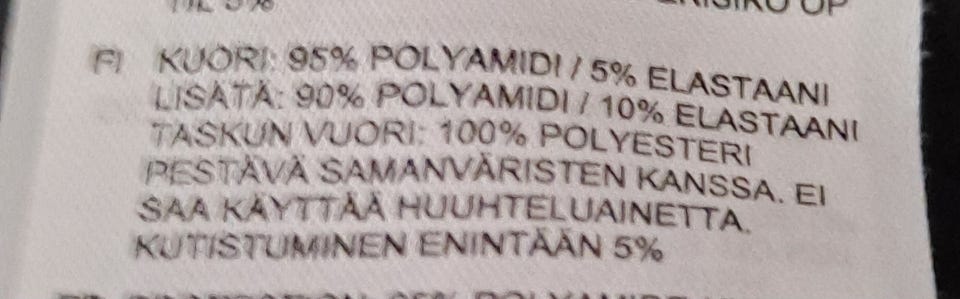 5%
FI KUORI: 95% POLYAMIDI / 5% ELASTAANI
LISÄTÄ: 90% POLYAMIDI / 10% ELASTAANI
TASKUN VUORI: 100% POLYESTERI
PESTÄVÄ SAMANVÄRISTEN KANSSA. EI
SAA KÄYTTÄÄ HUUHTELUAINETTA.
KUTISTUMINEN ENINTÄÄN 5%